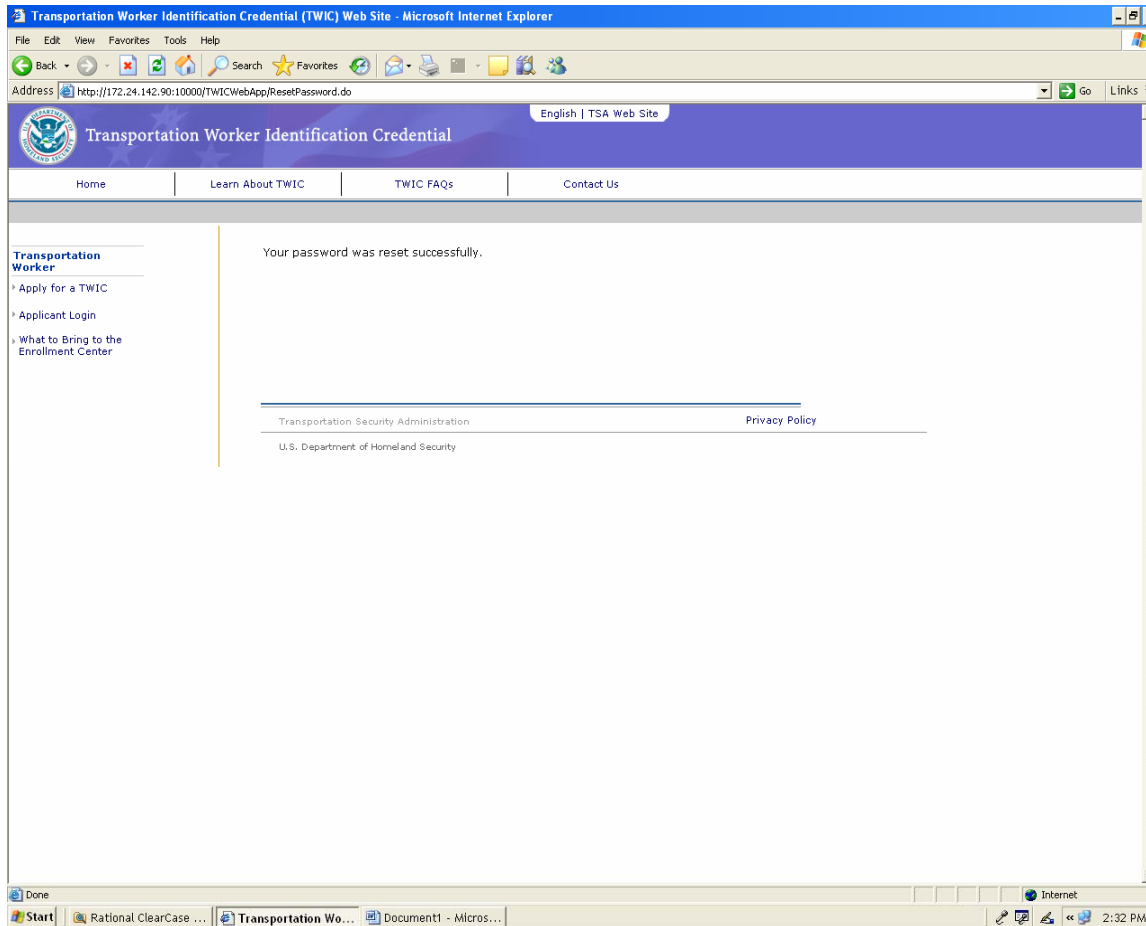 Transportation Worker Identification Credential (TWIC) Web Site - Microsoft Internet Explorer
File Edit View Favorites Tools Help
Back Search Favorites
Address http://172.24.142.90:10000/TWICWebApp/ResetPassword.do Go Links
English | TSA Web Site
Transportation Worker Identification Credential
Home Learn About TWIC TWIC FAQs Contact Us
Your password was reset successfully.
Transportation
Worker
Apply for a TWIC
Applicant Login
What to Bring to the
Enrollment Center
Transportation Security Administration Privacy Policy
U.S. Department of Homeland Security
Done Internet
Start Rational ClearCase ... Transportation Wo... Document1 - Micros... 2:32 PM